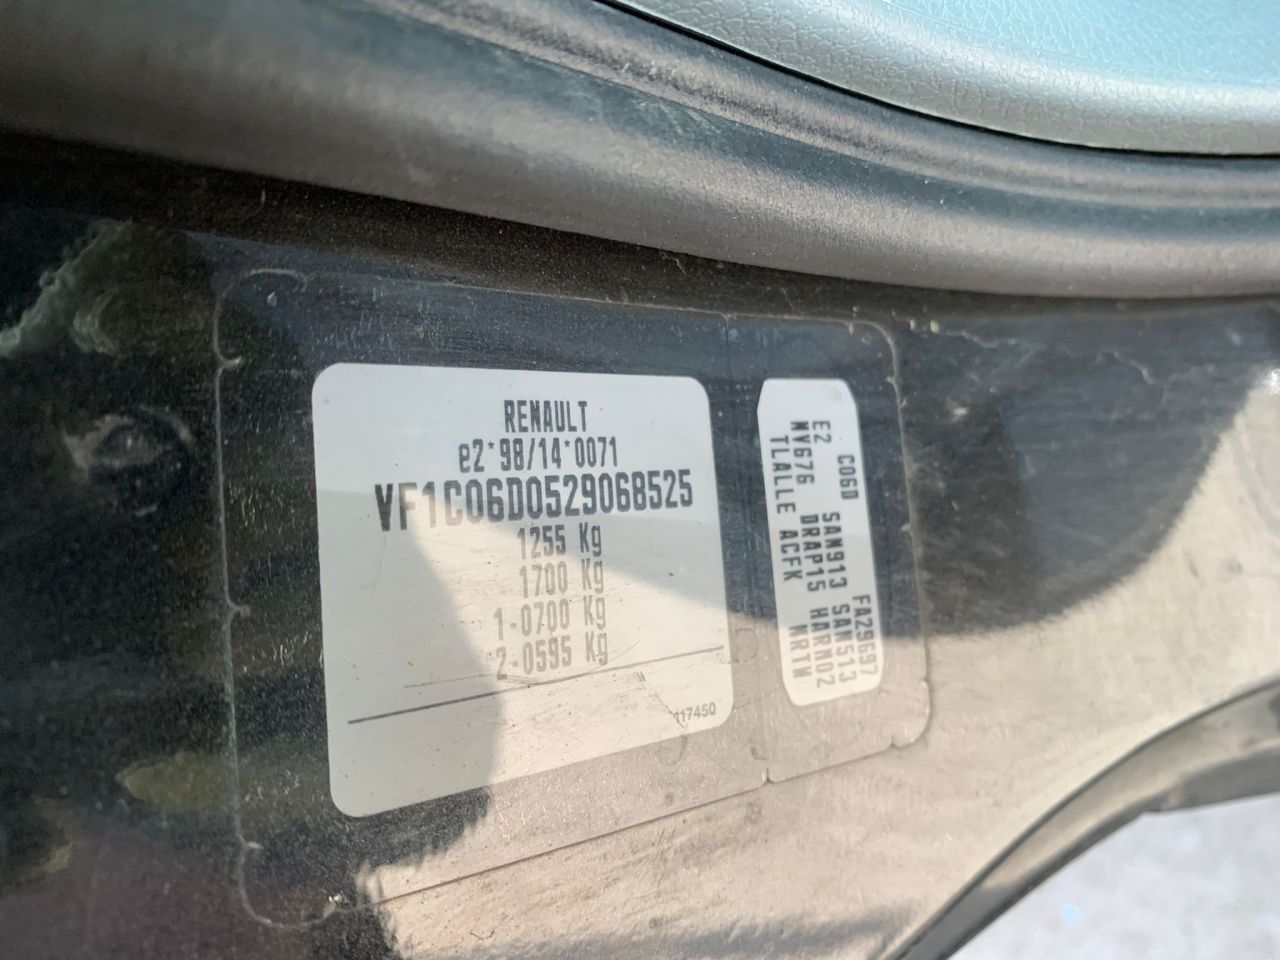 RENAULT
e2*98/14*0071
VF1C06D0529068525
1255 Kg
1700 Kg
1-0700 Kg
2-0595 Kg
117450
E2 C06D SAN913 FA29697
NV676 DRAP15 SAN513
TLALLE ACFK HARM02
NRTM